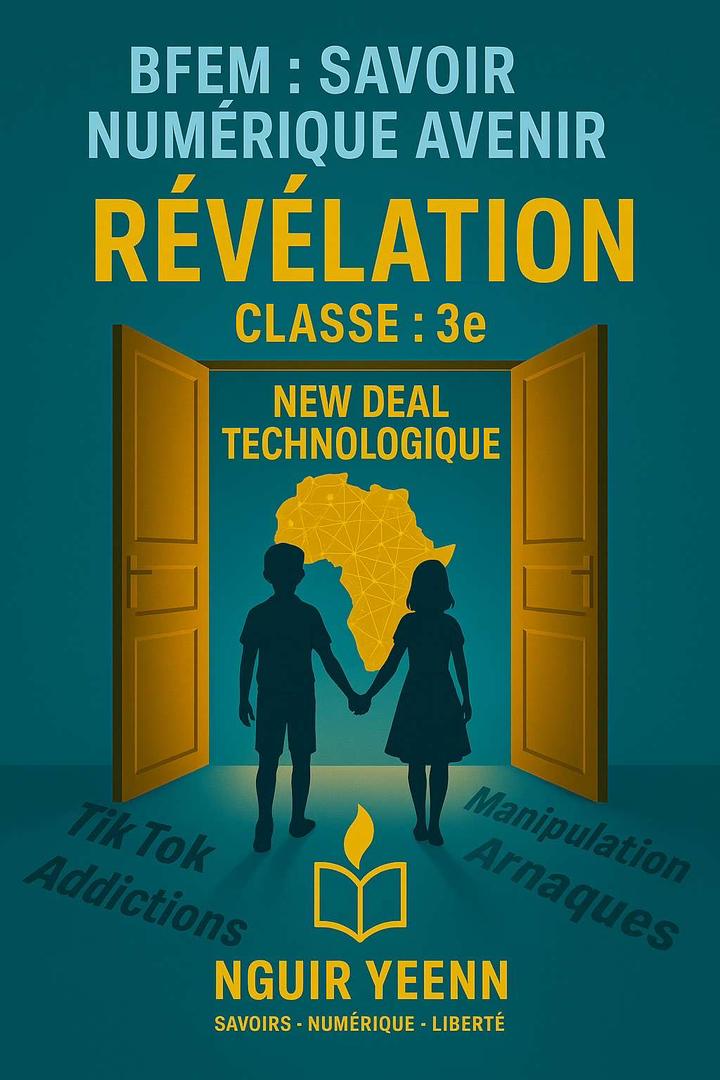 BFEM : SAVOIR
NUMÉRIQUE AVENIR
RÉVÉLATION
CLASSE : 3e
NEW DEAL
TECHNOLOGIQUE
Tik Tok
Addictions
Manipulation
Arnaques
NGUIR YEENN
SAVOIRS - NUMÉRIQUE - LIBERTÉ